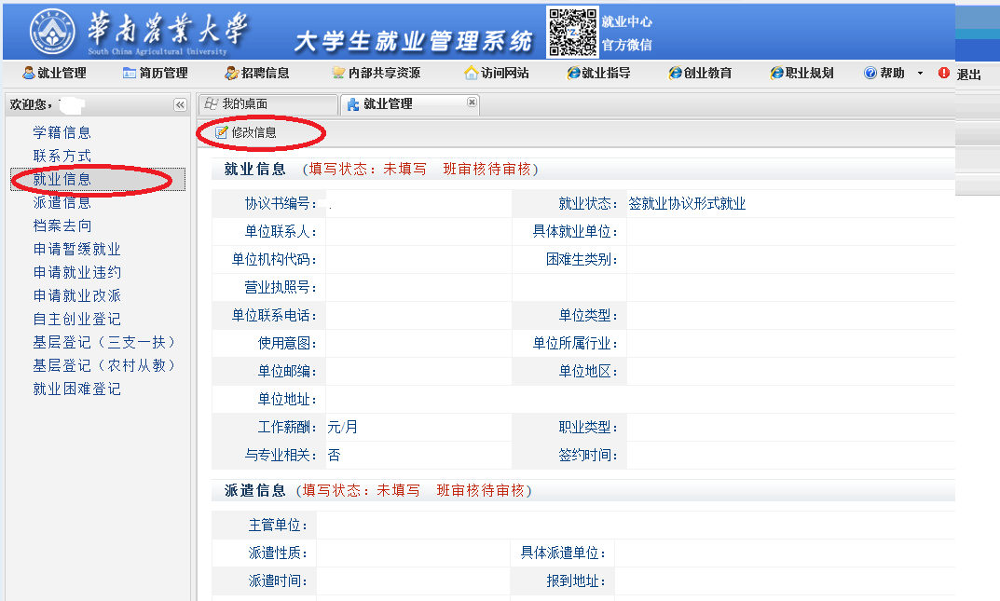 華南農業大學
South China Agricultural University
大学生就业管理系统
就业中心
官方微信
就业管理 简历管理 招聘信息 内部共享资源 访问网站 就业指导 创业教育 职业规划 帮助 退出
欢迎您,
我的桌面 就业管理
修改信息
学籍信息
联系方式
就业信息
派遣信息
档案去向
申请暂缓就业
申请就业违约
申请就业改派
自主创业登记
基层登记（三支一扶）
基层登记（农村从教）
就业困难登记
就业信息 (填写状态：未填写 班审核待审核)
协议书编号： 就业状态： 签就业协议形式就业
单位联系人： 具体就业单位：
单位机构代码： 困难生类别：
营业执照号：
单位联系电话： 单位类型：
使用意图： 单位所属行业：
单位邮编： 单位地区：
单位地址：
工作薪酬： 元/月 职业类型：
与专业相关： 否 签约时间：
派遣信息 (填写状态：未填写 班审核待审核)
主管单位：
派遣性质： 具体派遣单位：
派遣时间： 报到地址：